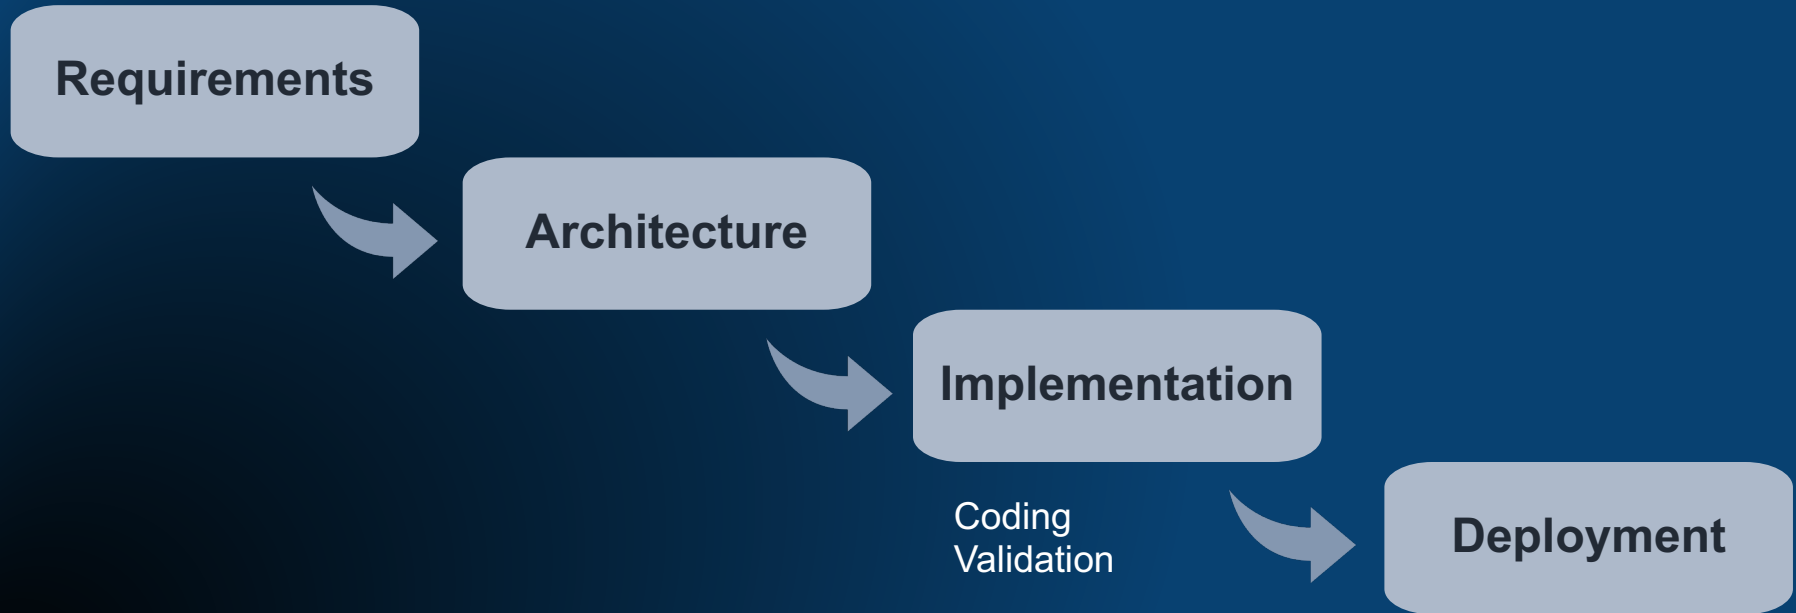 Requirements
Architecture
Implementation
Coding
Validation
Deployment